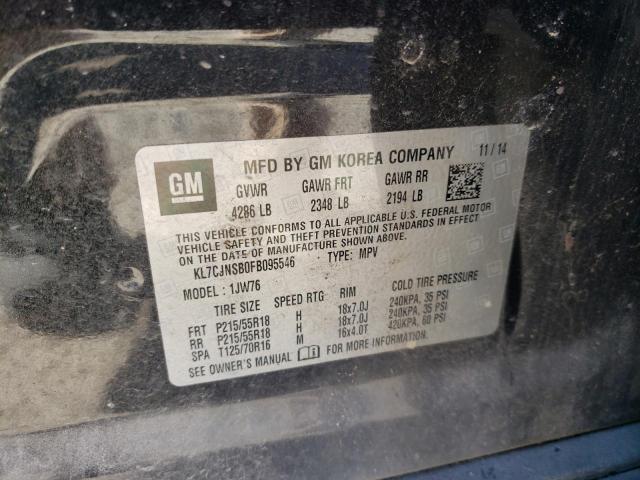 GM
MFD BY GM KOREA COMPANY 11 / 14
GVWR GAWR FRT GAWR RR
4286 LB 2348 LB 2194 LB
THIS VEHICLE CONFORMS TO ALL APPLICABLE U.S. FEDERAL MOTOR
VEHICLE SAFETY AND THEFT PREVENTION STANDARDS IN EFFECT
ON THE DATE OF MANUFACTURE SHOWN ABOVE.
KL7CJNSB0FB095546 TYPE: MPV
MODEL: 1JW76
TIRE SIZE SPEED RTG RIM COLD TIRE PRESSURE
FRT P215/55R18 H 18x7.0J 240KPA, 35 PSI
RR P215/55R18 H 18x7.0J 240KPA, 35 PSI
SPA T125/70R16 M 16x4.0T 420KPA, 60 PSI
SEE OWNER'S MANUAL FOR MORE INFORMATION.